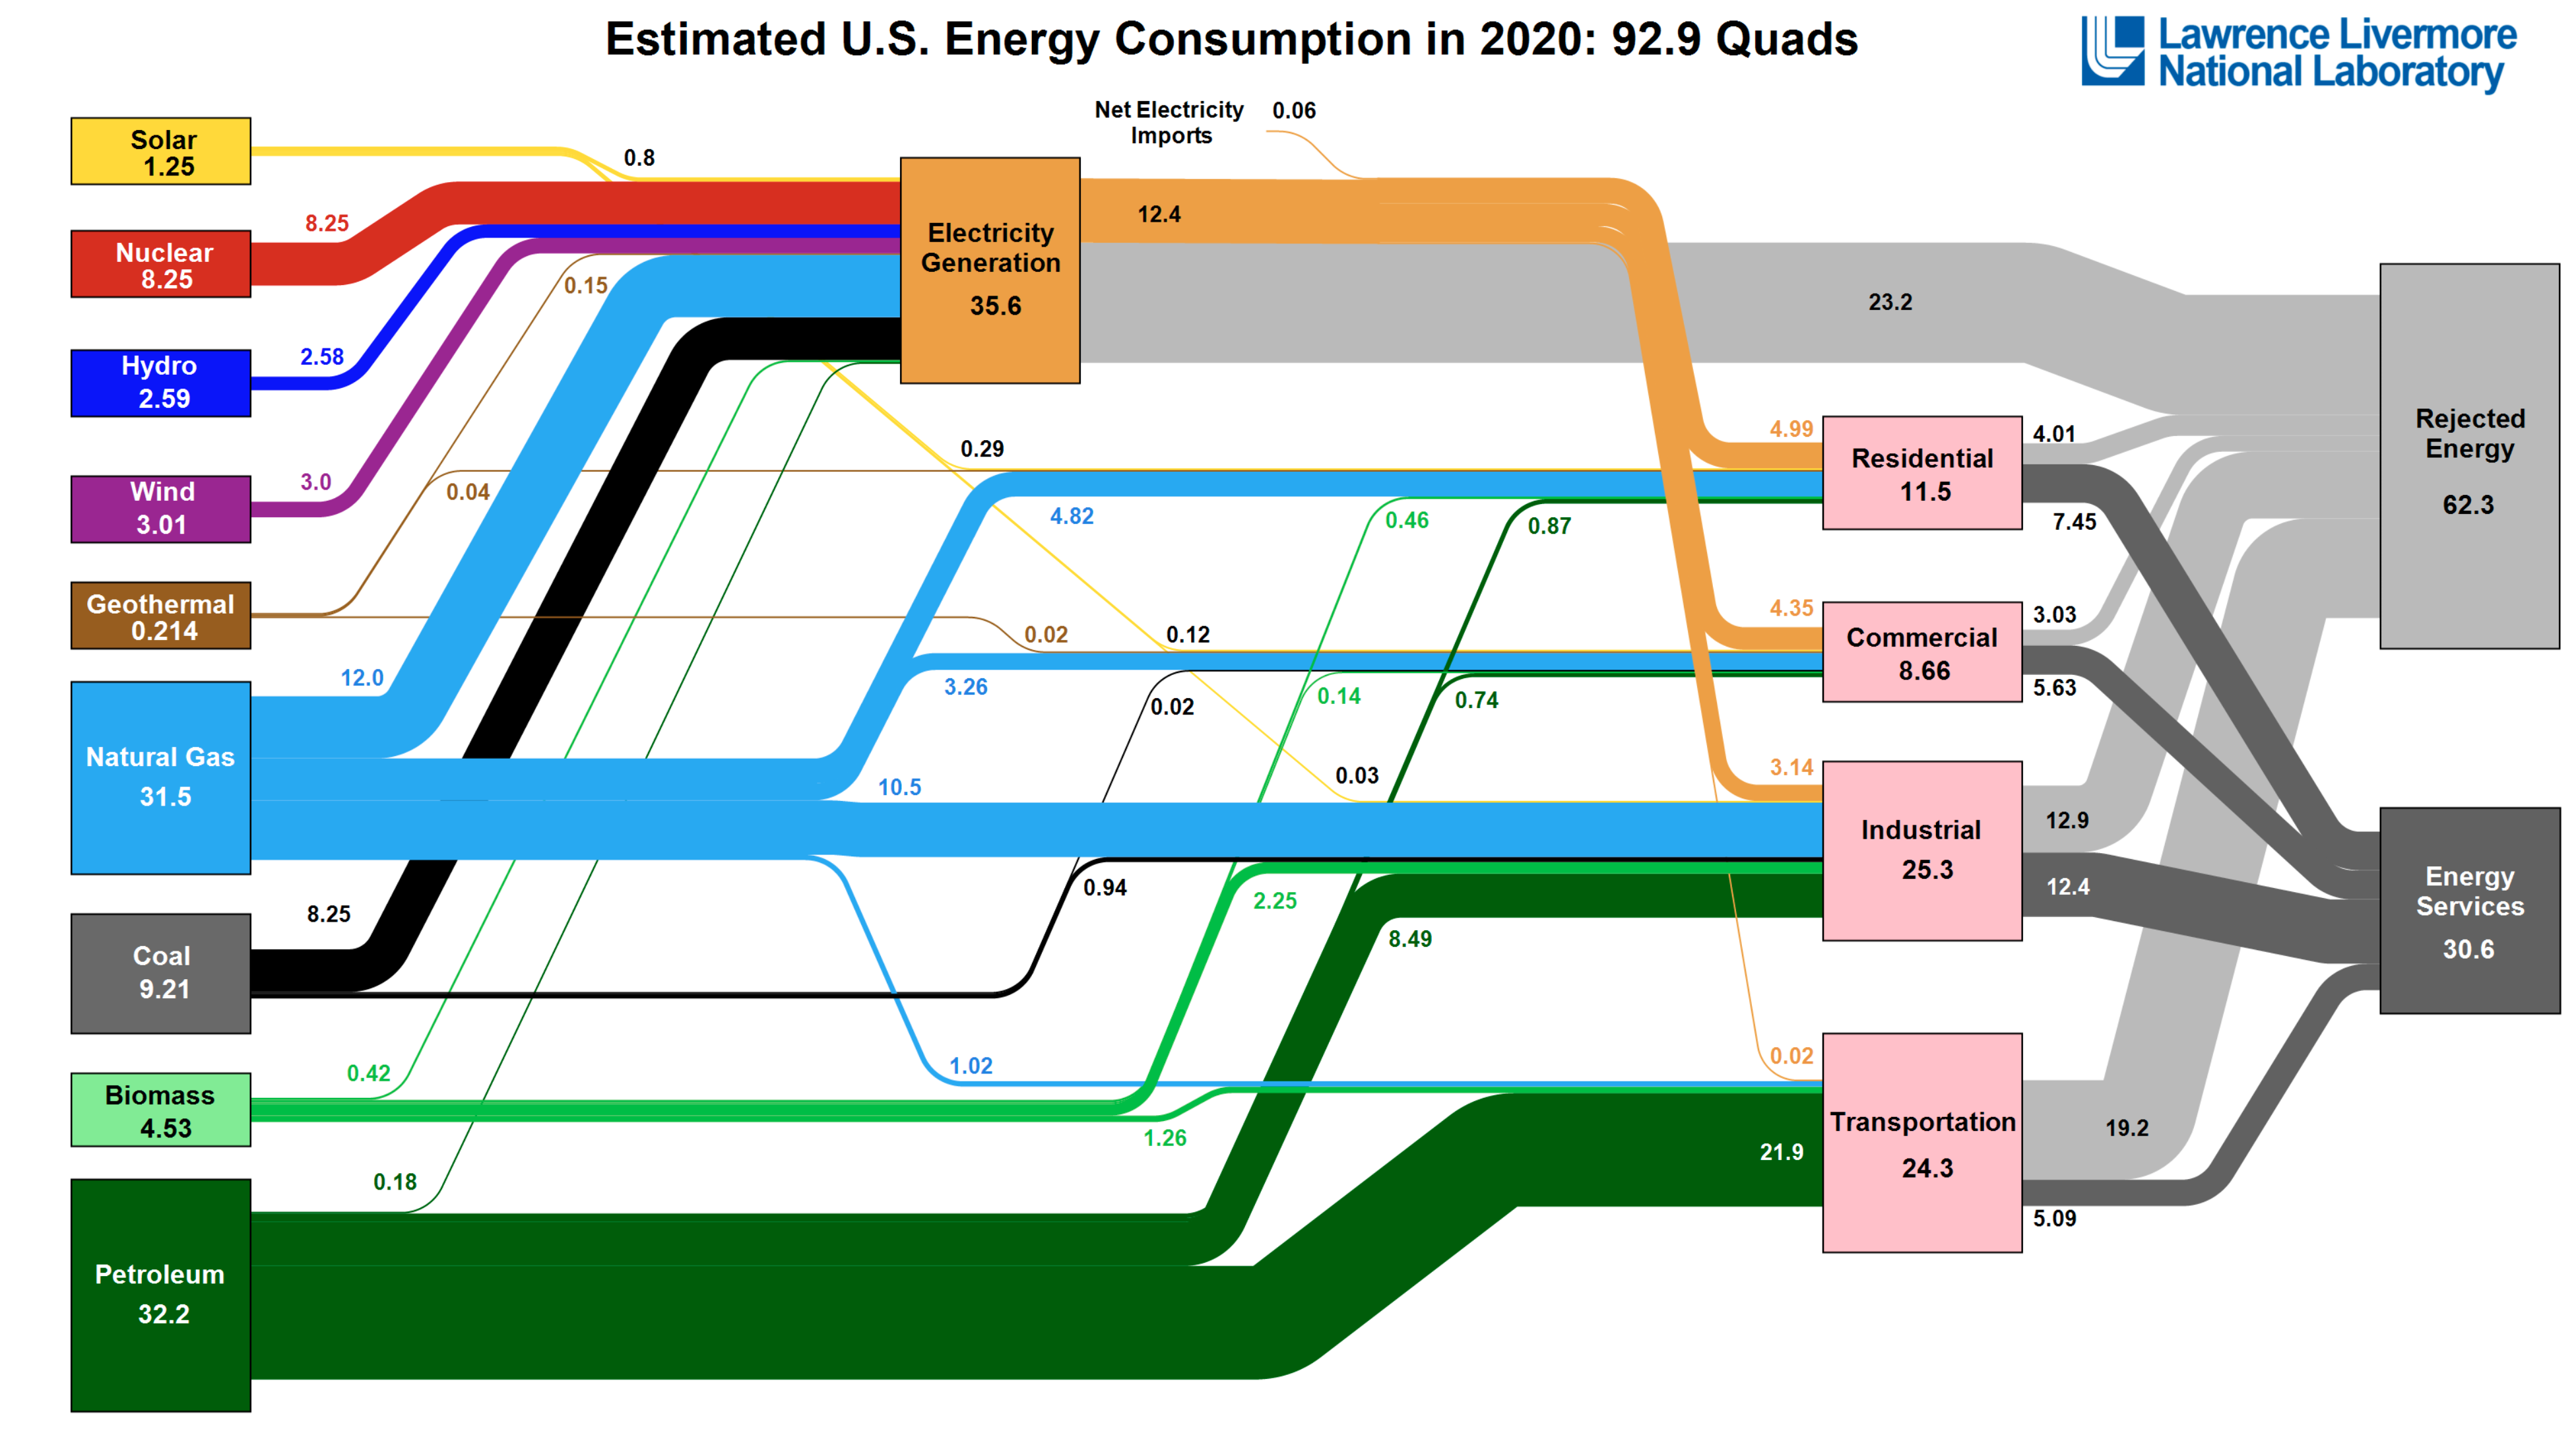 Estimated U.S. Energy Consumption in 2020: 92.9 Quads
Lawrence Livermore
National Laboratory
Net Electricity
Imports
0.06
Solar
1.25
0.8
Nuclear
8.25
8.25
Hydro
2.59
2.58
Wind
3.01
3.0
Geothermal
0.214
0.15
0.04
0.02
Natural Gas
31.5
12.0
4.82
3.26
10.5
1.02
Coal
9.21
8.25
0.02
0.94
Biomass
4.53
0.42
0.46
0.14
2.25
1.26
Petroleum
32.2
0.18
0.87
0.74
8.49
21.9
0.29
0.12
0.03
Electricity
Generation
35.6
12.4
23.2
4.99
4.35
3.14
0.02
Residential
11.5
4.01
7.45
Commercial
8.66
3.03
5.63
Industrial
25.3
12.9
12.4
Transportation
24.3
19.2
5.09
Rejected
Energy
62.3
Energy
Services
30.6